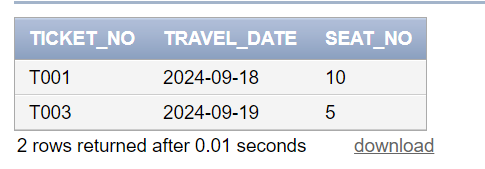 TICKET_NO TRAVEL_DATE SEAT_NO
T001 2024-09-18 10
T003 2024-09-19 5
2 rows returned after 0.01 seconds download